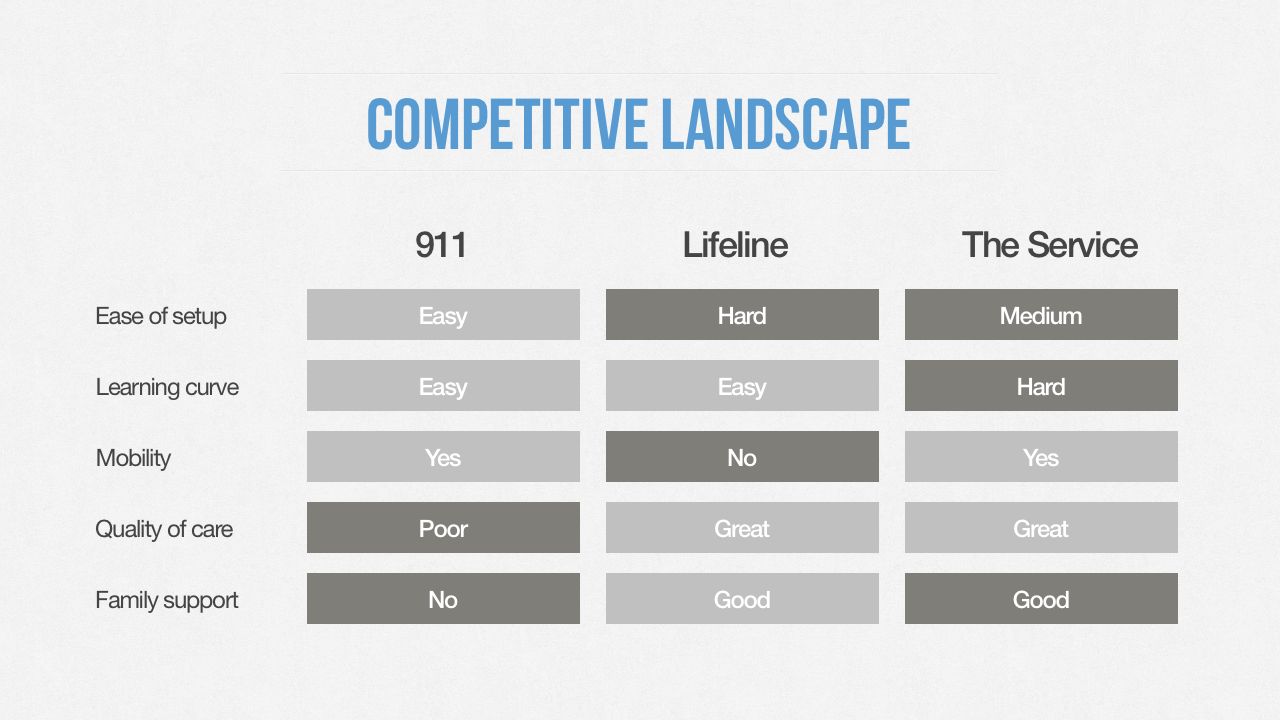 COMPETITIVE LANDSCAPE
911 Lifeline The Service
Ease of setup Easy Hard Medium
Learning curve Easy Easy Hard
Mobility Yes No Yes
Quality of care Poor Great Great
Family support No Good Good